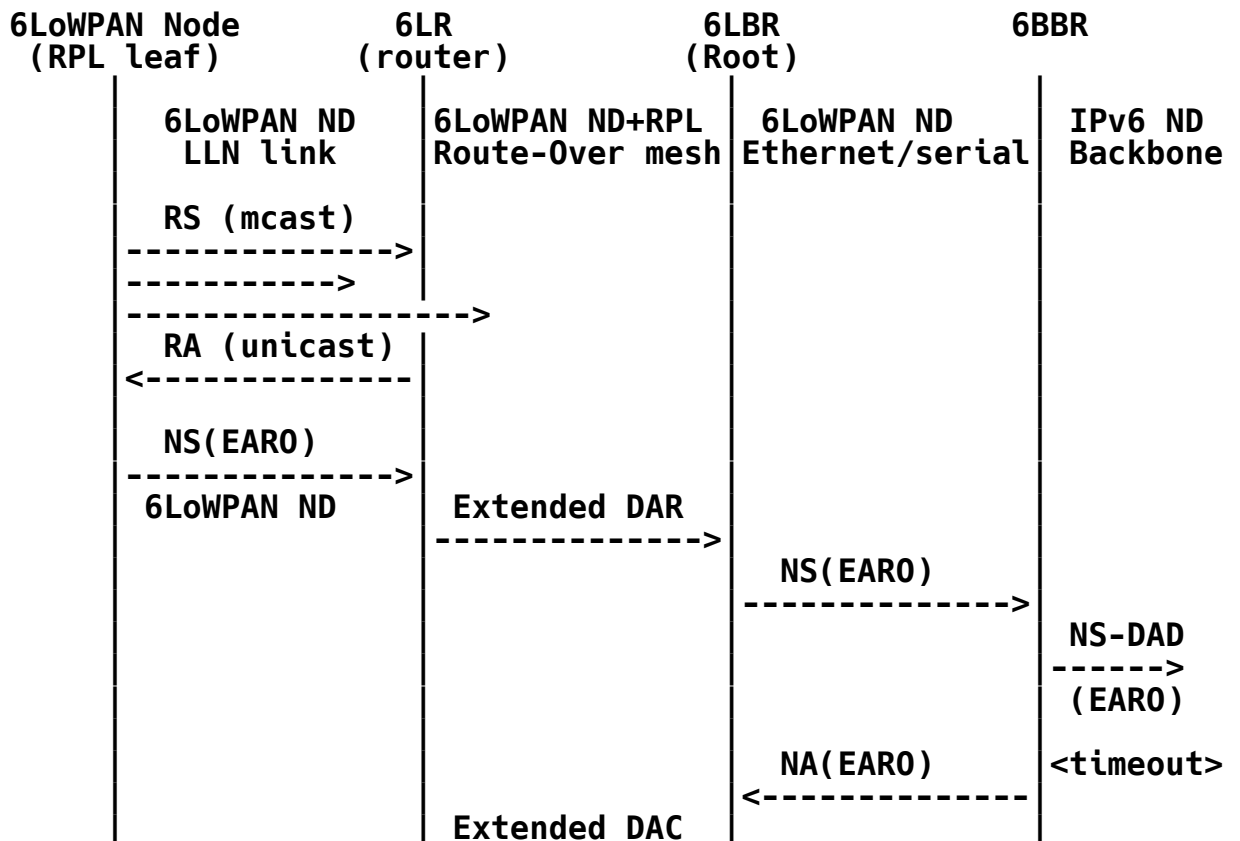 6LoWPAN Node 6LR 6LBR 6BBR
(RPL leaf) (router) (Root)
6LoWPAN ND 6LoWPAN ND+RPL 6LoWPAN ND IPv6 ND
LLN link Route-Over mesh Ethernet/serial Backbone
RS (mcast)
-------------->
----------->
------------------>
RA (unicast)
<--------------
NS(EARO)
-------------->
6LoWPAN ND Extended DAR
-------------->
NS(EARO)
-------------->
NS-DAD
------>
(EARO)
NA(EARO) <timeout>
<--------------
Extended DAC